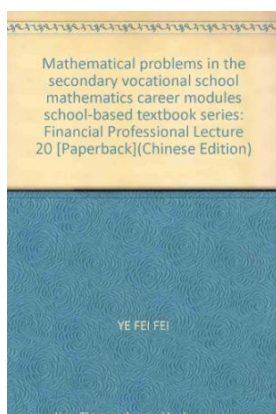 Mathematical problems in the
secondary vocational school
mathematics career modules
school-based textbook series:
Financial Professional Lecture
20 [Paperback](Chinese Edition)
YE FEI FEI